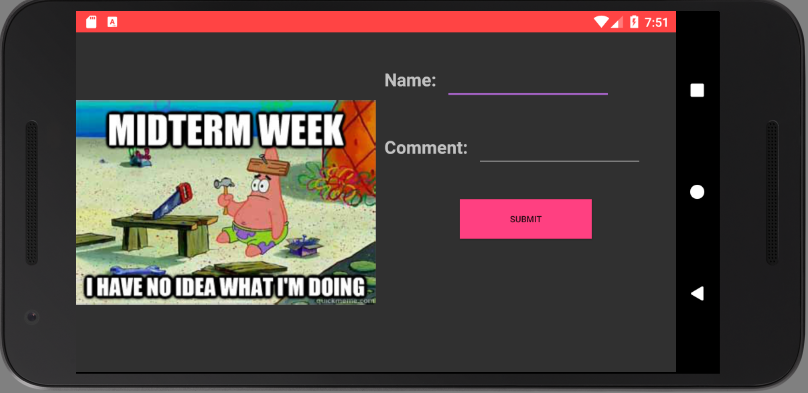 7:51
Name:
MIDTERM WEEK
Comment:
SUBMIT
I HAVE NO IDEA WHAT I'M DOING